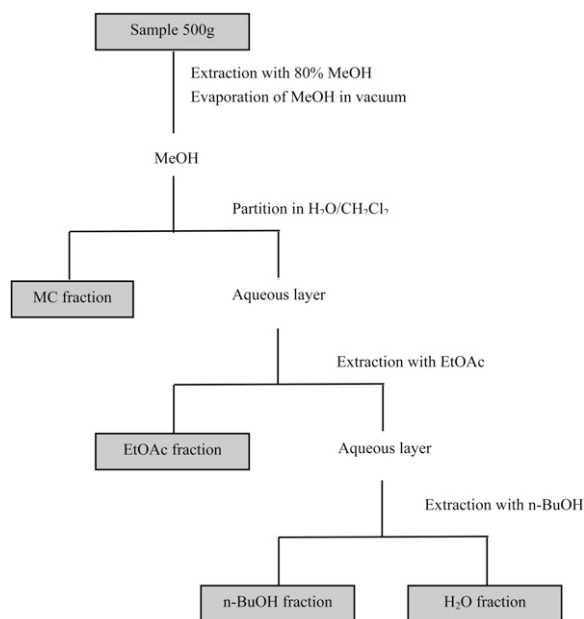 Sample 500g
Extraction with 80% MeOH
Evaporation of MeOH in vacuum
MeOH
Partition in H₂O/CH₂Cl₂
MC fraction
Aqueous layer
Extraction with EtOAc
EtOAc fraction
Aqueous layer
Extraction with n-BuOH
n-BuOH fraction
H₂O fraction